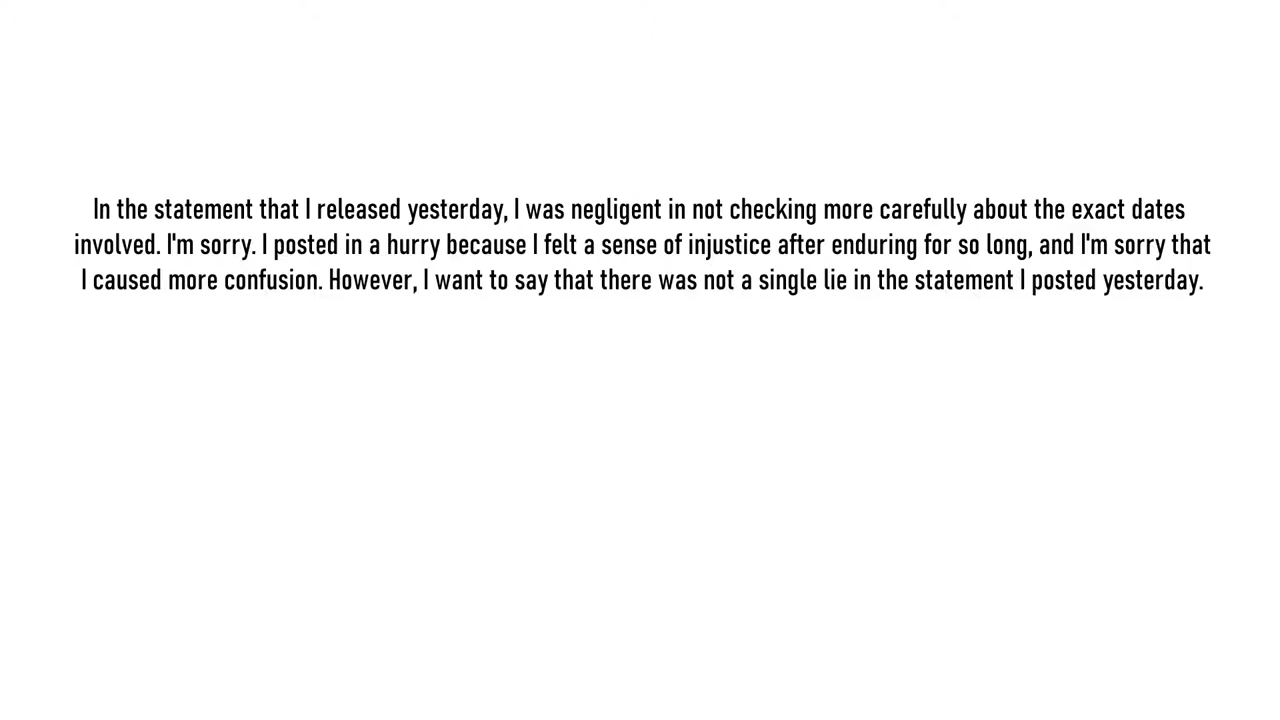 In the statement that I released yesterday, I was negligent in not checking more carefully about the exact dates
involved. I'm sorry. I posted in a hurry because I felt a sense of injustice after enduring for so long, and I'm sorry that
I caused more confusion. However, I want to say that there was not a single lie in the statement I posted yesterday.